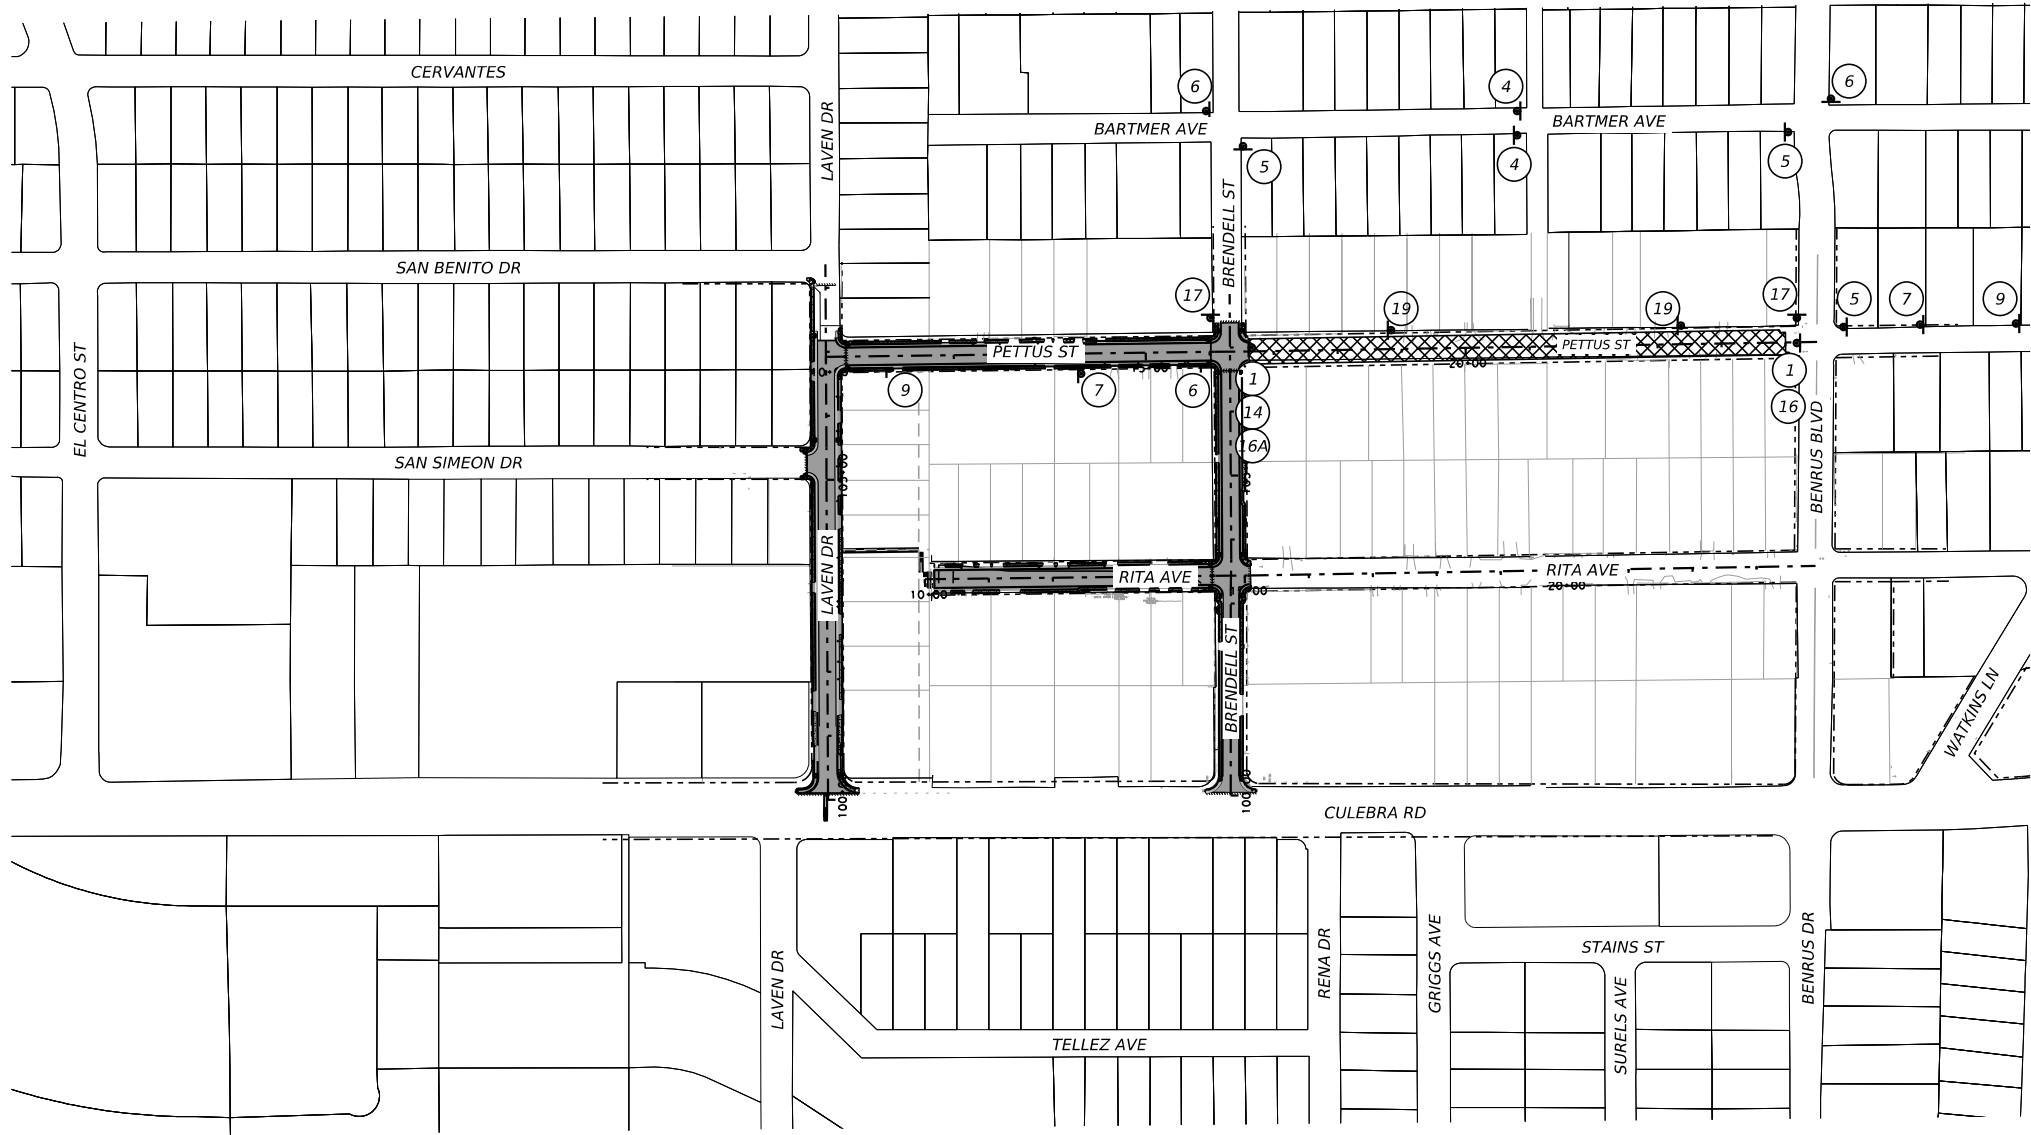 CERVANTES
6
4
6
LAVEN DR
BARTMER AVE
BARTMER AVE
5
4
5
BRENDELL ST
SAN BENITO DR
17
19
19
17
5
7
9
PETTUS ST
PETTUS ST
20+00
EL CENTRO ST
9
7
6
1
14
16A
1
16
BENRUS BLVD
SAN SIMEON DR
105+00
LAVEN DR
RITA AVE
RITA AVE
10+00
20+00
BRENDELL ST
WATKINS LN
CULEBRA RD
LAVEN DR
RENA DR
GRIGGS AVE
STAINS ST
SURELS AVE
BENRUS DR
TELLEZ AVE